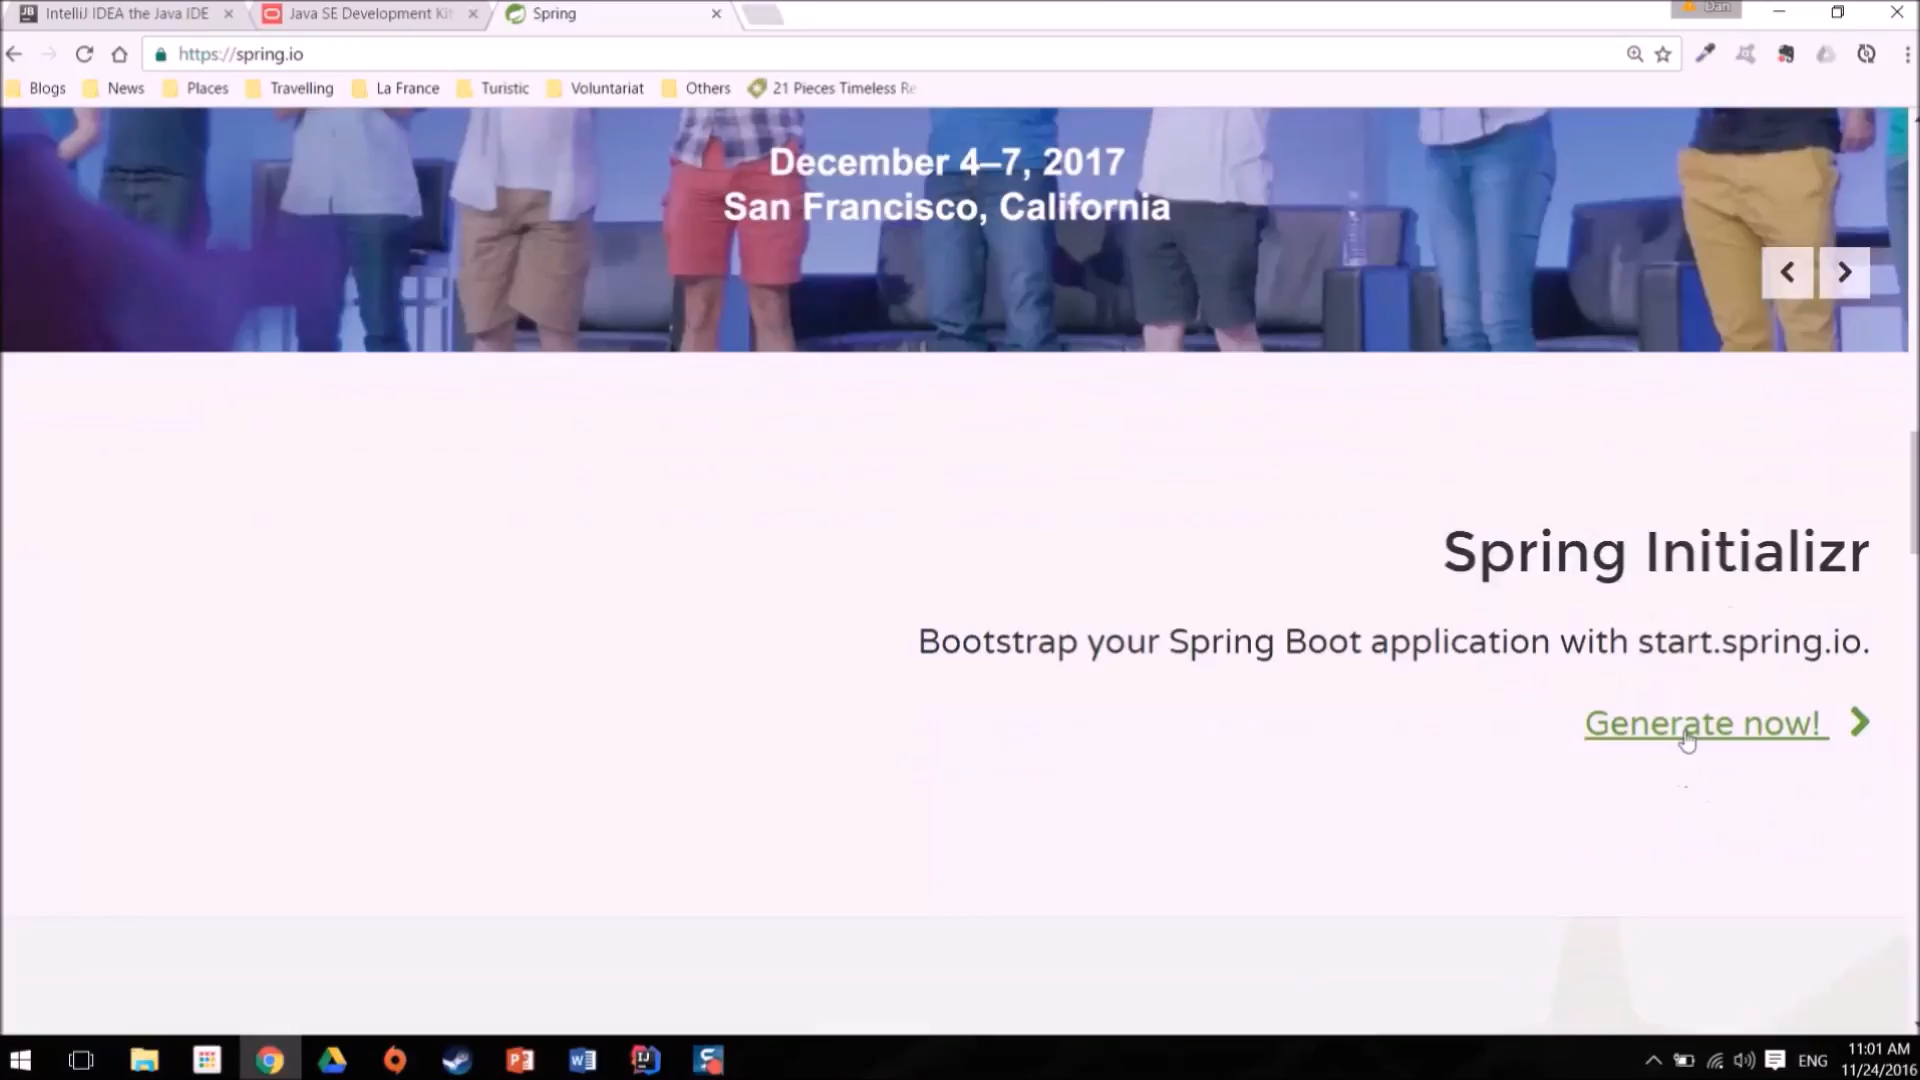 IntelliJ IDEA the Java IDE
Java SE Development Kit
Spring
Dan
https://spring.io
Blogs
News
Places
Travelling
La France
Turistic
Voluntariat
Others
21 Pieces Timeless Re
December 4–7, 2017
San Francisco, California
Spring Initializr
Bootstrap your Spring Boot application with start.spring.io.
Generate now!
ENG
11:01 AM
11/24/2016